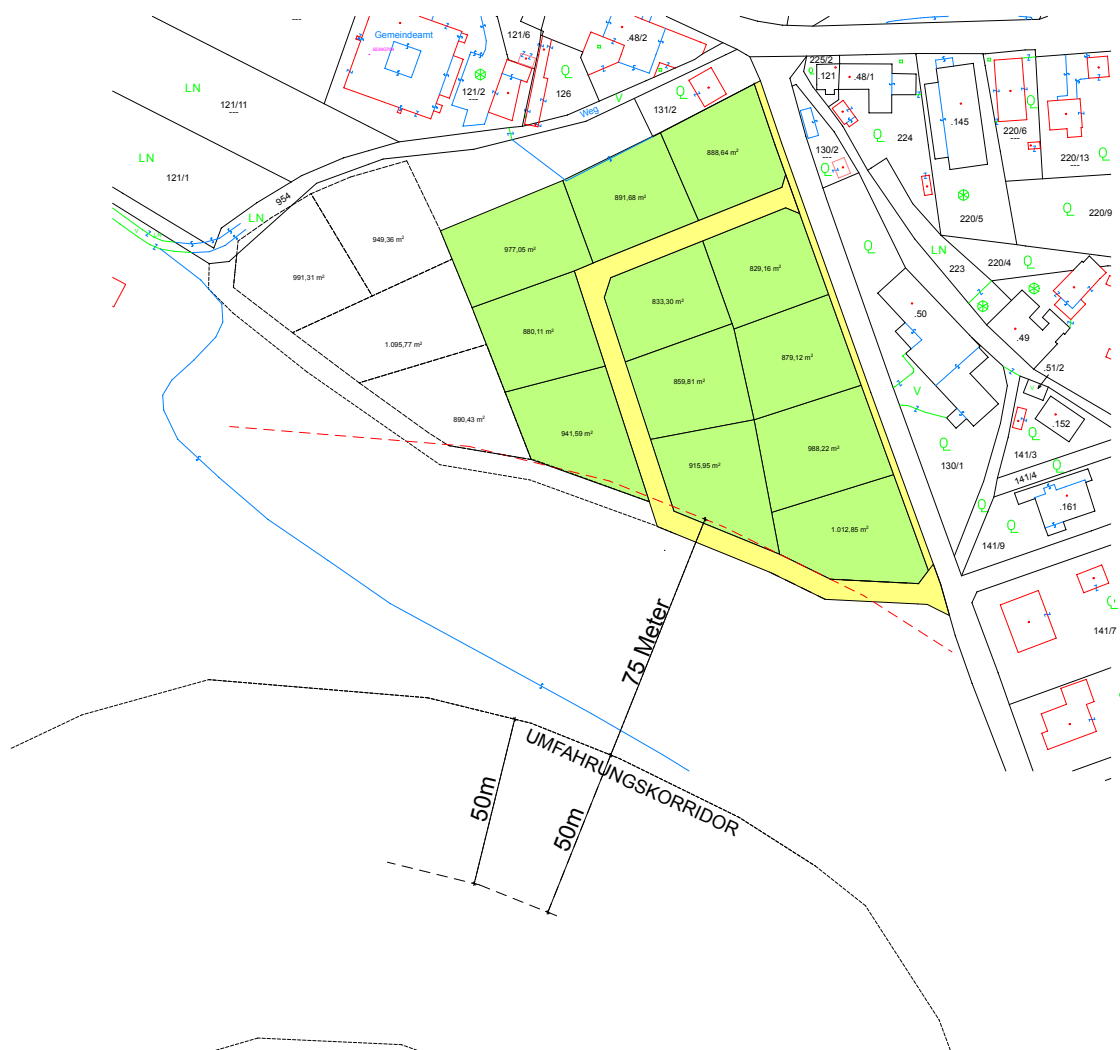 Gemeindeamt
121/6
.48/2
225/2
121
.48/1
LN
121/11
121/2
126
Q
V
131/2
Q
Weg
Q
Q
.145
220/6
Q
220/13
Q
LN
121/1
888,64 m²
130/2
Q
224
954
LN
891,68 m²
220/5
Q
220/9
949,36 m²
977,05 m²
829,16 m²
Q
LN
223
220/4
Q
991,31 m²
833,30 m²
.50
880,11 m²
.49
1.095,77 m²
879,12 m²
859,81 m²
V
.51/2
890,43 m²
941,59 m²
988,22 m²
Q
130/1
Q
141/3
.152
915,95 m²
141/4
Q
Q
Q
.161
1.012,85 m²
141/9
Q
141/7
75 Meter
UMFAHRUNGSKORRIDOR
50m
50m